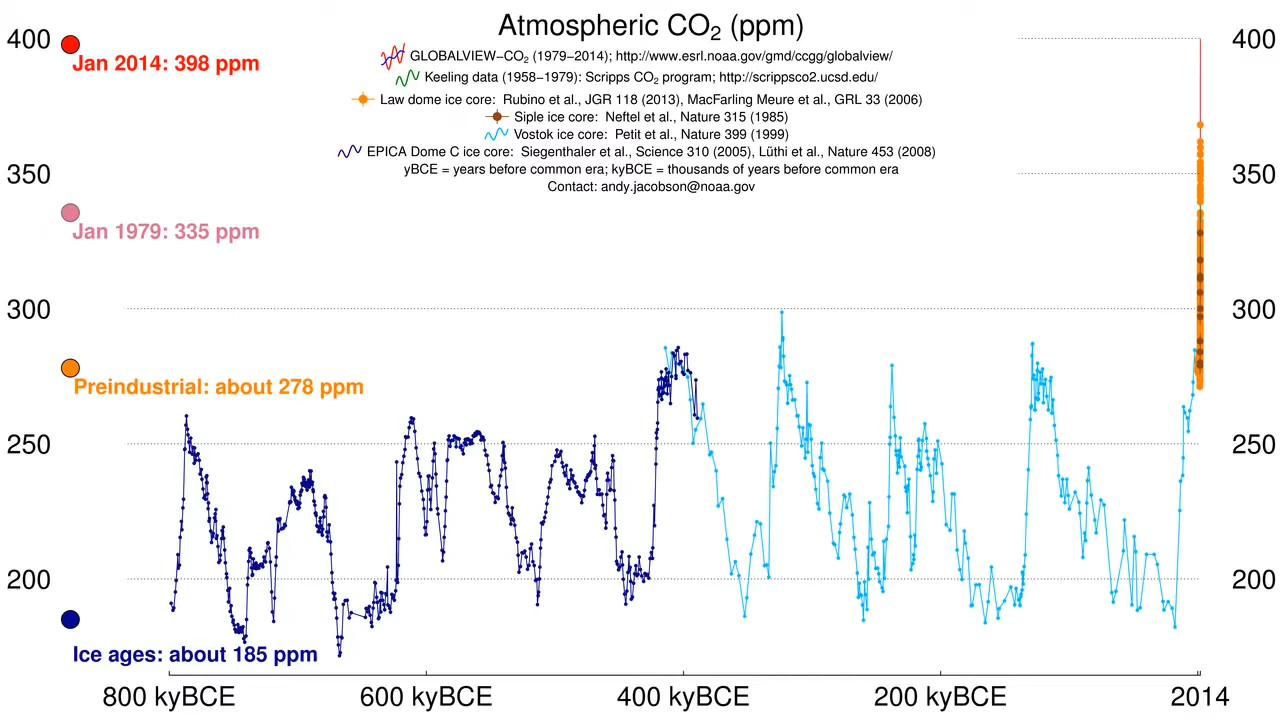 Atmospheric CO₂ (ppm)
GLOBALVIEW−CO₂ (1979−2014); http://www.esrl.noaa.gov/gmd/ccgg/globalview/
Keeling data (1958−1979): Scripps CO₂ program; http://scrippsco2.ucsd.edu/
Law dome ice core: Rubino et al., JGR 118 (2013), MacFarling Meure et al., GRL 33 (2006)
Siple ice core: Neftel et al., Nature 315 (1985)
Vostok ice core: Petit et al., Nature 399 (1999)
EPICA Dome C ice core: Siegenthaler et al., Science 310 (2005), Lüthi et al., Nature 453 (2008)
yBCE = years before common era; kyBCE = thousands of years before common era
Contact: andy.jacobson@noaa.gov
400
400
Jan 2014: 398 ppm
350
350
Jan 1979: 335 ppm
300
300
Preindustrial: about 278 ppm
250
250
200
200
Ice ages: about 185 ppm
800 kyBCE
600 kyBCE
400 kyBCE
200 kyBCE
2014